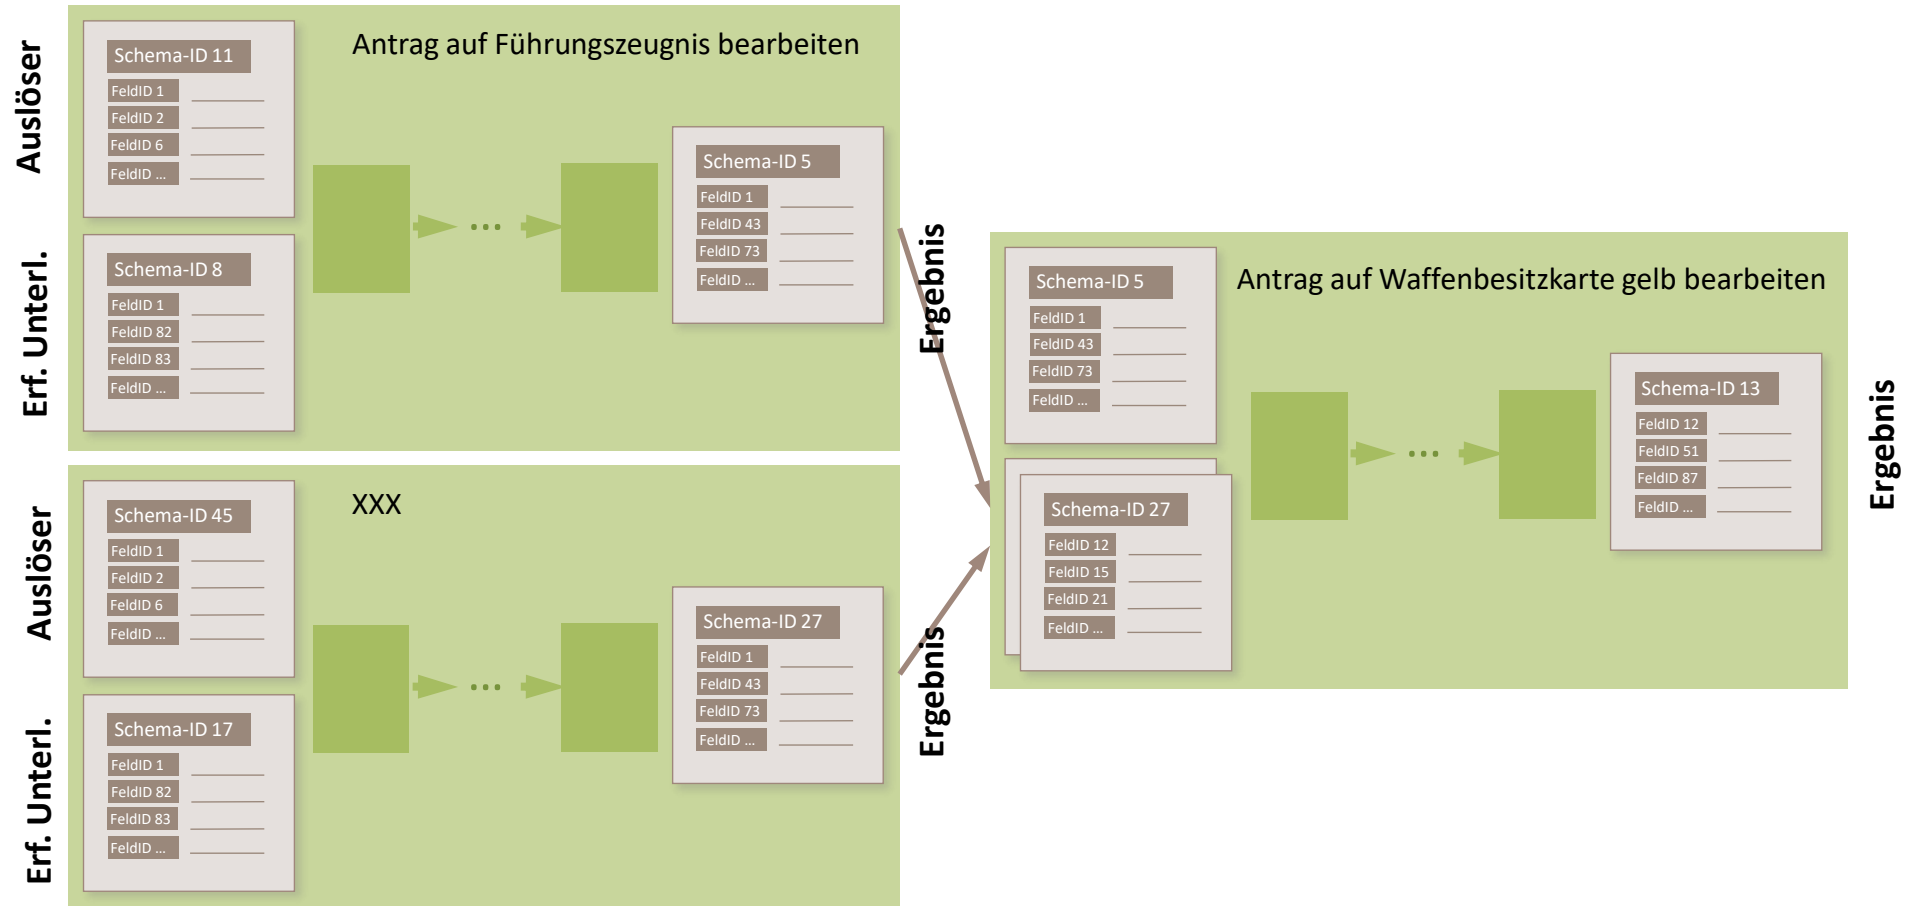 Auslöser
Erf. Unterl.
Antrag auf Führungszeugnis bearbeiten
Schema-ID 11
FeldID 1
FeldID 2
FeldID 6
FeldID ...
Schema-ID 8
FeldID 1
FeldID 82
FeldID 83
FeldID ...
...
Schema-ID 5
FeldID 1
FeldID 43
FeldID 73
FeldID ...
Ergebnis
Auslöser
Erf. Unterl.
XXX
Schema-ID 45
FeldID 1
FeldID 2
FeldID 6
FeldID ...
Schema-ID 17
FeldID 1
FeldID 82
FeldID 83
FeldID ...
...
Schema-ID 27
FeldID 1
FeldID 43
FeldID 73
FeldID ...
Ergebnis
Antrag auf Waffenbesitzkarte gelb bearbeiten
Schema-ID 5
FeldID 1
FeldID 43
FeldID 73
FeldID ...
Schema-ID 27
FeldID 12
FeldID 15
FeldID 21
FeldID ...
...
Schema-ID 13
FeldID 12
FeldID 51
FeldID 87
FeldID ...
Ergebnis